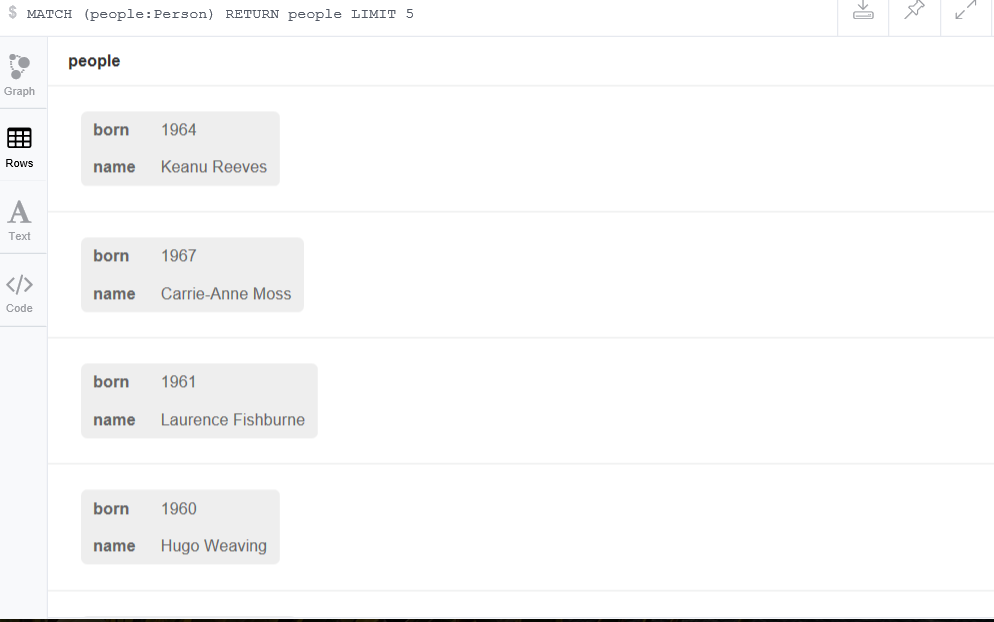 $ MATCH (people:Person) RETURN people LIMIT 5
people
Graph
born 1964
name Keanu Reeves
Rows
born 1967
name Carrie-Anne Moss
Text
Code
born 1961
name Laurence Fishburne
born 1960
name Hugo Weaving